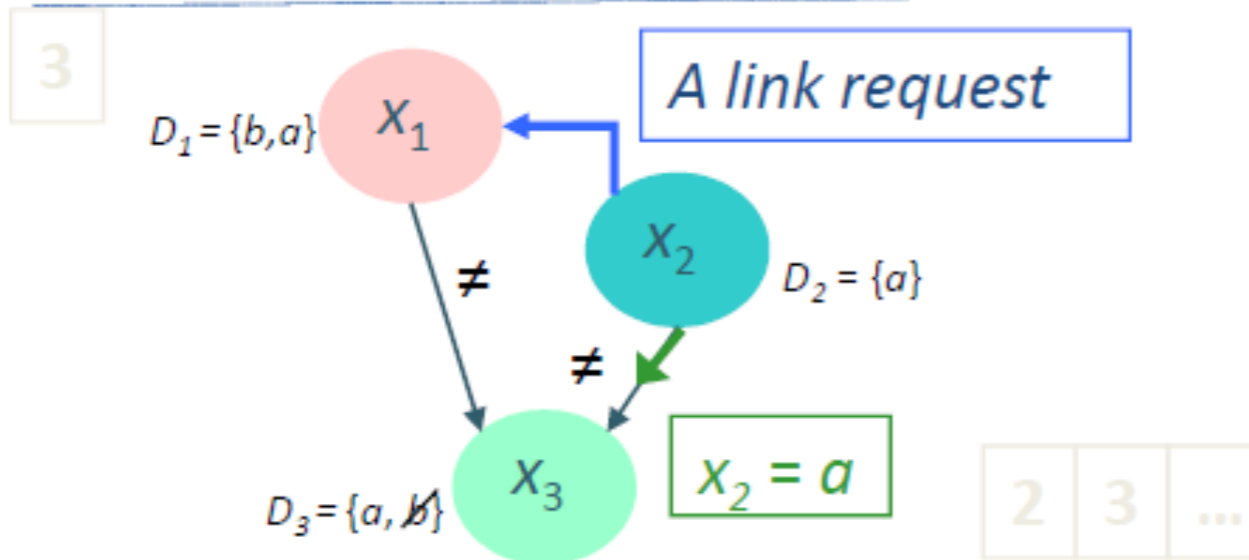 3
A link request
x₁
D₁ = {b,a}
x₂
D₂ = {a}
≠
≠
x₃
x₂ = a
D₃ = {a, b}
2 3 ...